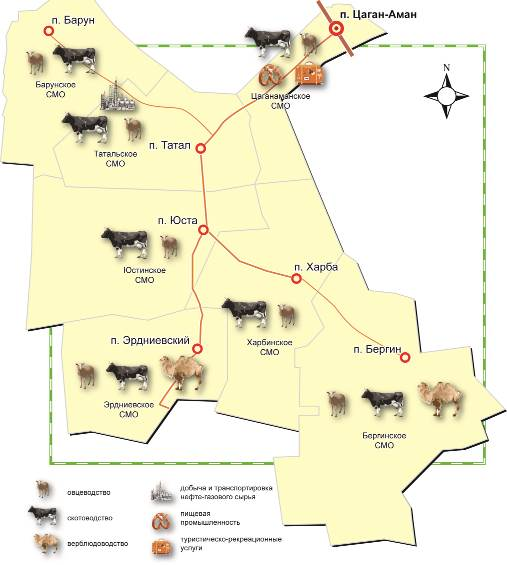 п. Цаган-Аман
п. Барун
Барунское
СМО
Цаганаманское
СМО
N
п. Татал
Татальское
СМО
п. Юста
Юстинское
СМО
п. Харба
Харбинское
СМО
п. Эрдниевский
Эрдниевское
СМО
п. Бергин
Бергинское
СМО
овцеводство
скотоводство
верблюдоводство
добыча и транспортировка
нефте-газового сырья
пищевая
промышленность
туристическо-рекреационные
услуги